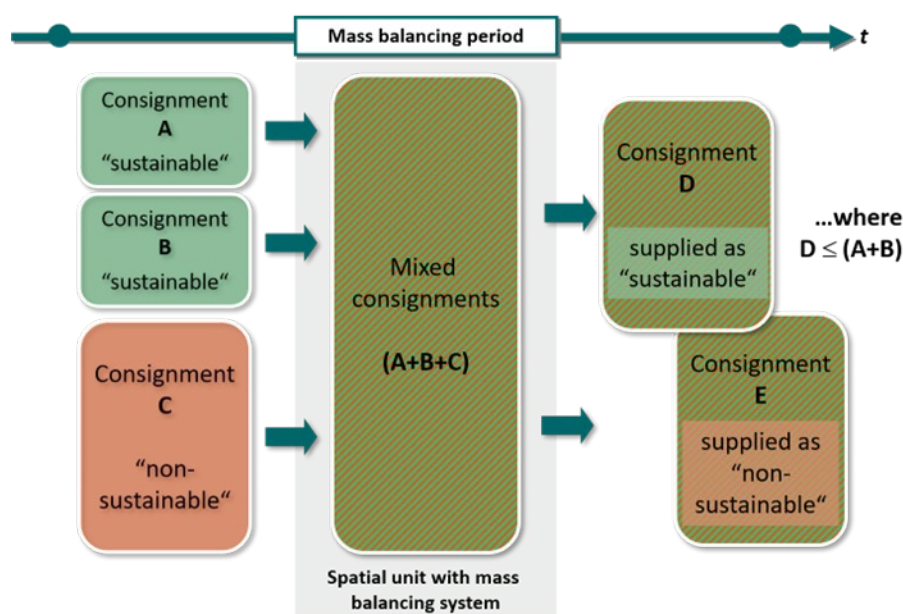 Mass balancing period
t
Consignment
A
“sustainable“
Consignment
B
“sustainable“
Consignment
C
“non-
sustainable“
Mixed
consignments
(A+B+C)
Spatial unit with mass
balancing system
Consignment
D
supplied as
“sustainable“
...where
D ≤ (A+B)
Consignment
E
supplied as
“non-
sustainable“